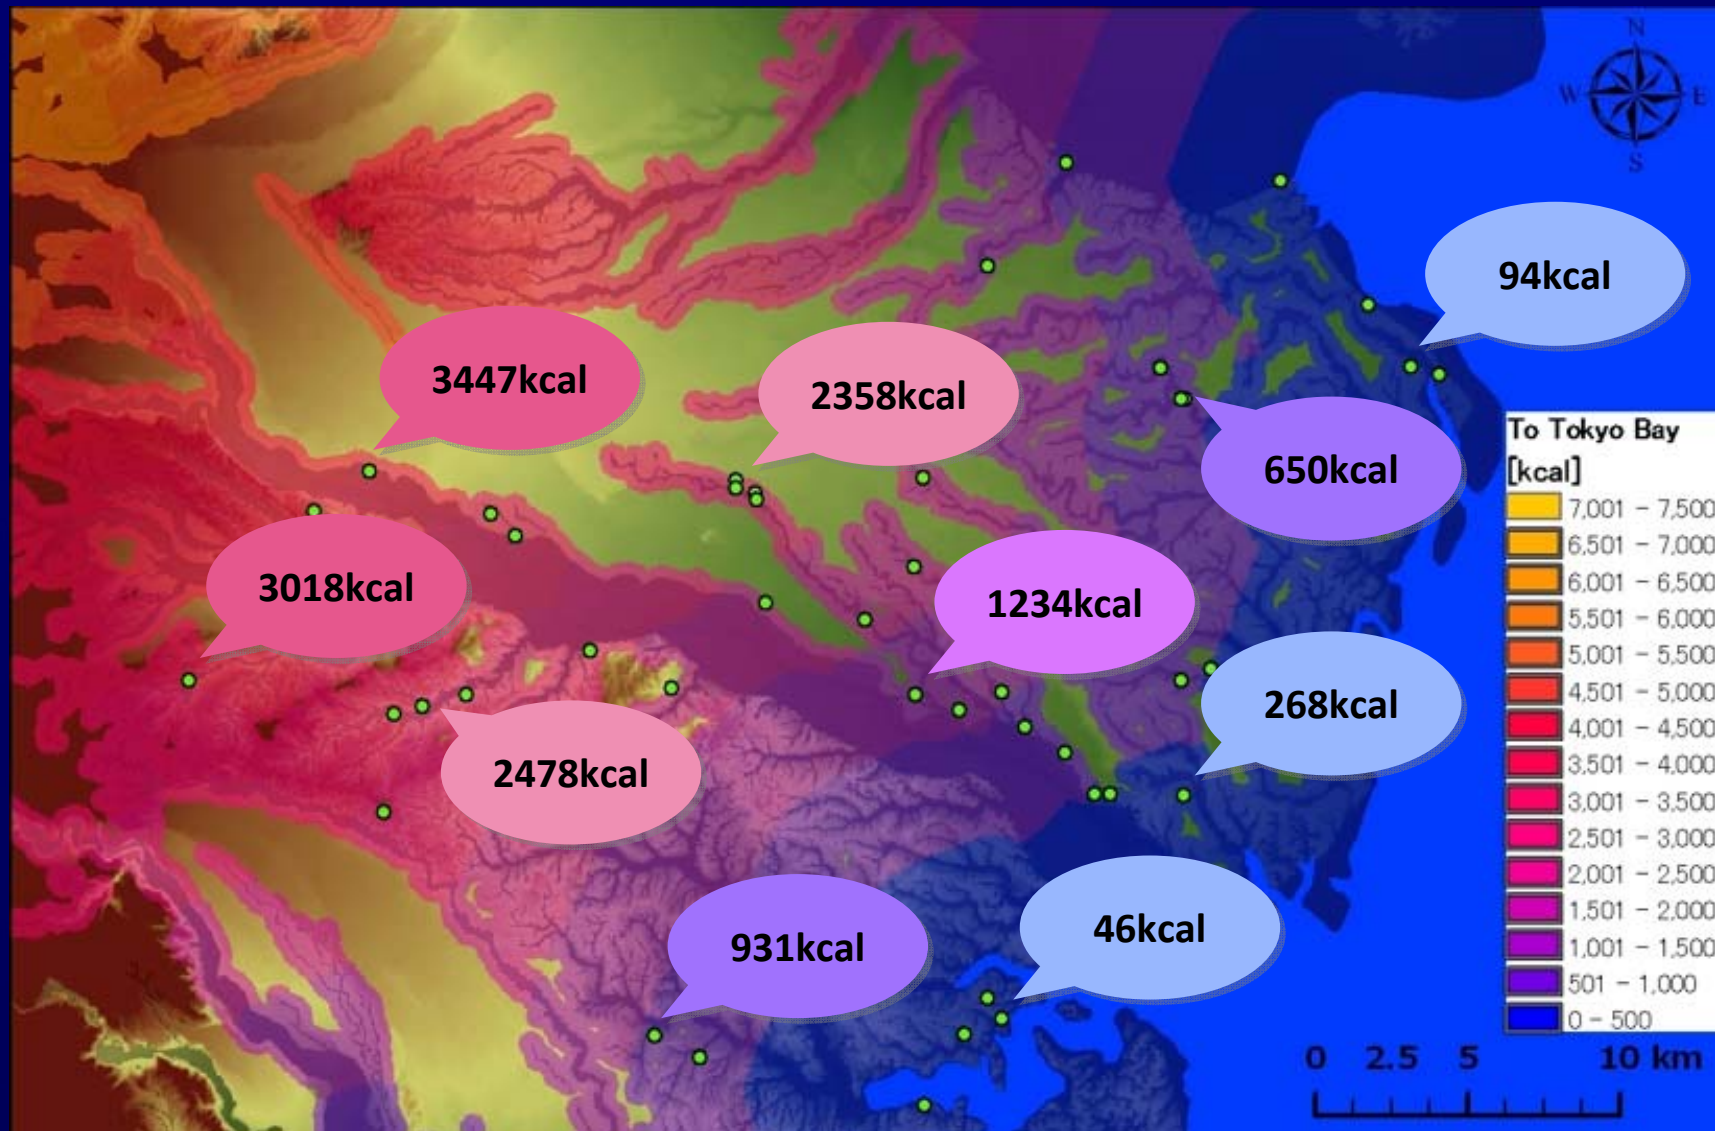 N
W E
S
94kcal
3447kcal
2358kcal
650kcal
3018kcal
1234kcal
268kcal
2478kcal
931kcal
46kcal
To Tokyo Bay
[kcal]
7,001 - 7,500
6,501 - 7,000
6,001 - 6,500
5,501 - 6,000
5,001 - 5,500
4,501 - 5,000
4,001 - 4,500
3,501 - 4,000
3,001 - 3,500
2,501 - 3,000
2,001 - 2,500
1,501 - 2,000
1,001 - 1,500
501 - 1,000
0 - 500
0 2.5 5 10 km